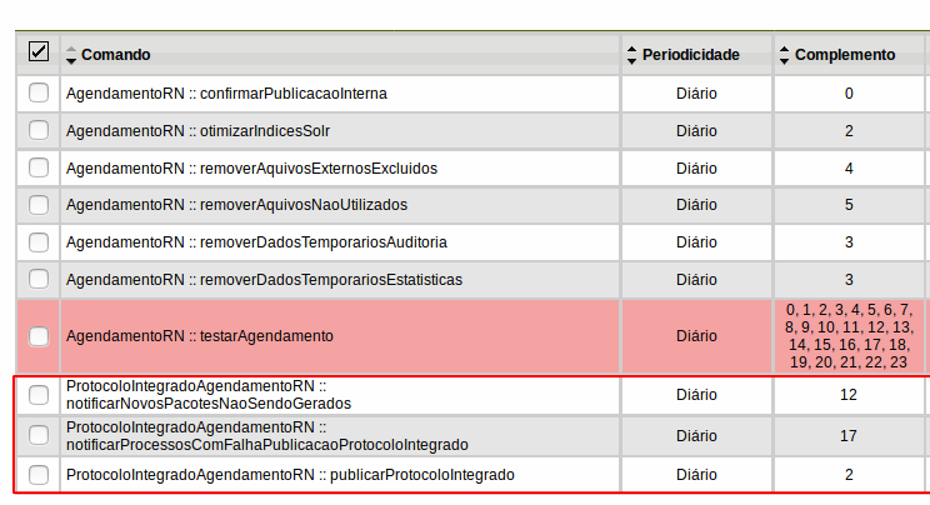 Comando Periodicidade Complemento
AgendamentoRN :: confirmarPublicacaoInterna Diário 0
AgendamentoRN :: otimizarIndicesSolr Diário 2
AgendamentoRN :: removerAquivosExternosExcluidos Diário 4
AgendamentoRN :: removerAquivosNaoUtilizados Diário 5
AgendamentoRN :: removerDadosTemporariosAuditoria Diário 3
AgendamentoRN :: removerDadosTemporariosEstatisticas Diário 3
AgendamentoRN :: testarAgendamento Diário 0, 1, 2, 3, 4, 5, 6, 7,
8, 9, 10, 11, 12, 13,
14, 15, 16, 17, 18,
19, 20, 21, 22, 23
ProtocoloIntegradoAgendamentoRN ::
notificarNovosPacotesNaoSendoGerados Diário 12
ProtocoloIntegradoAgendamentoRN ::
notificarProcessosComFalhaPublicacaoProtocoloIntegrado Diário 17
ProtocoloIntegradoAgendamentoRN :: publicarProtocoloIntegrado Diário 2